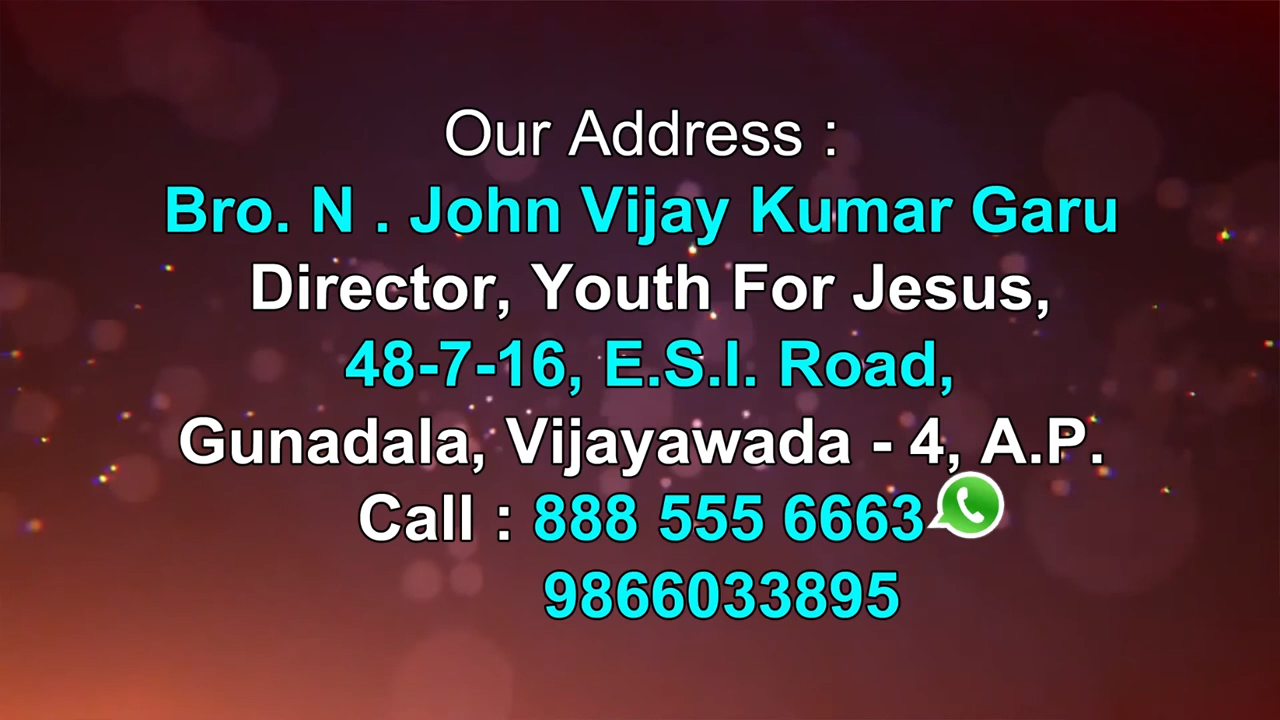 Our Address :
Bro. N . John Vijay Kumar Garu
Director, Youth For Jesus,
48-7-16, E.S.I. Road,
Gunadala, Vijayawada - 4, A.P.
Call : 888 555 6663
9866033895